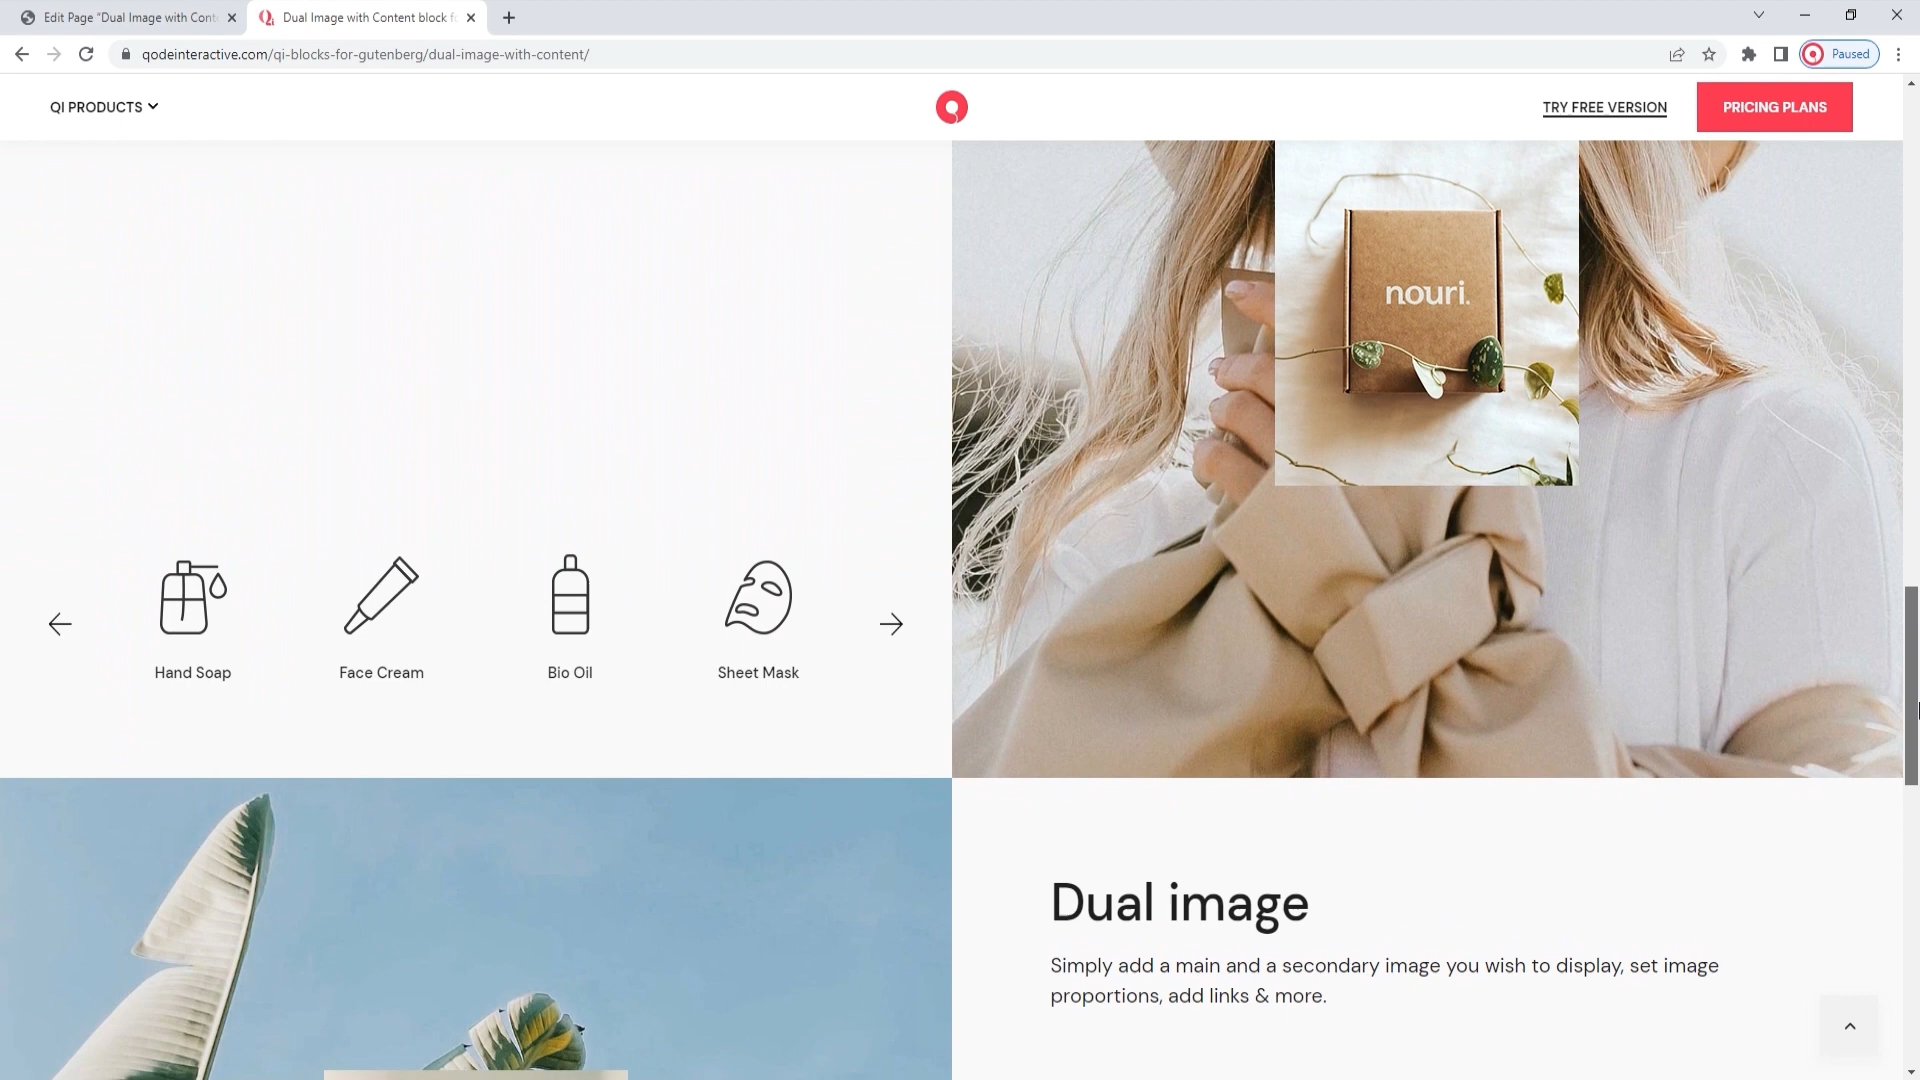 Edit Page "Dual Image with Cont
Dual Image with Content block fo
qodeinteractive.com/qi-blocks-for-gutenberg/dual-image-with-content/
Paused
QI PRODUCTS
TRY FREE VERSION
PRICING PLANS
nouri.
Hand Soap
Face Cream
Bio Oil
Sheet Mask
Dual image
Simply add a main and a secondary image you wish to display, set image
proportions, add links & more.